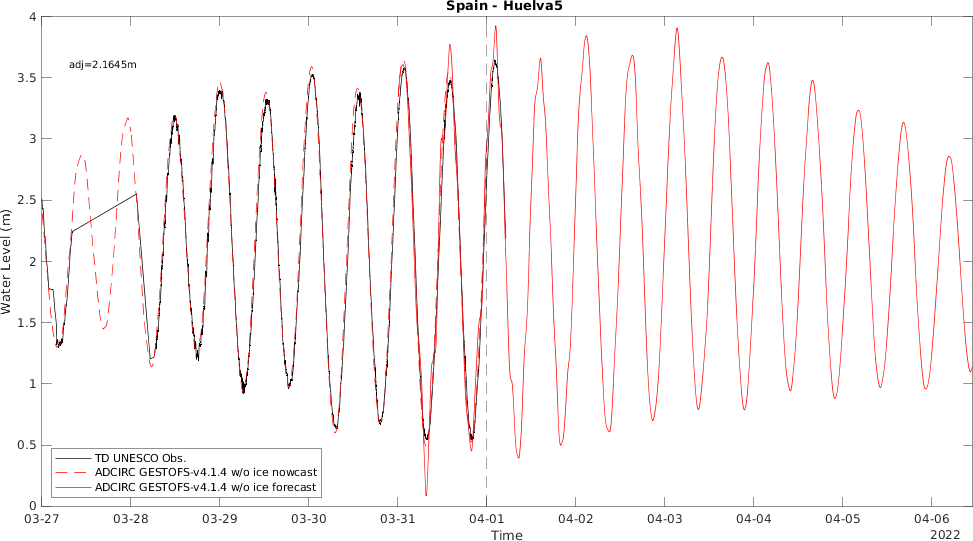 Spain - Huelva5
4
3.5
3
2.5
2
1.5
1
0.5
0
Water Level (m)
adj=2.1645m
TD UNESCO Obs.
ADCIRC GESTOFS-v4.1.4 w/o ice nowcast
ADCIRC GESTOFS-v4.1.4 w/o ice forecast
03-27 03-28 03-29 03-30 03-31 04-01 04-02 04-03 04-04 04-05 04-06
Time
2022